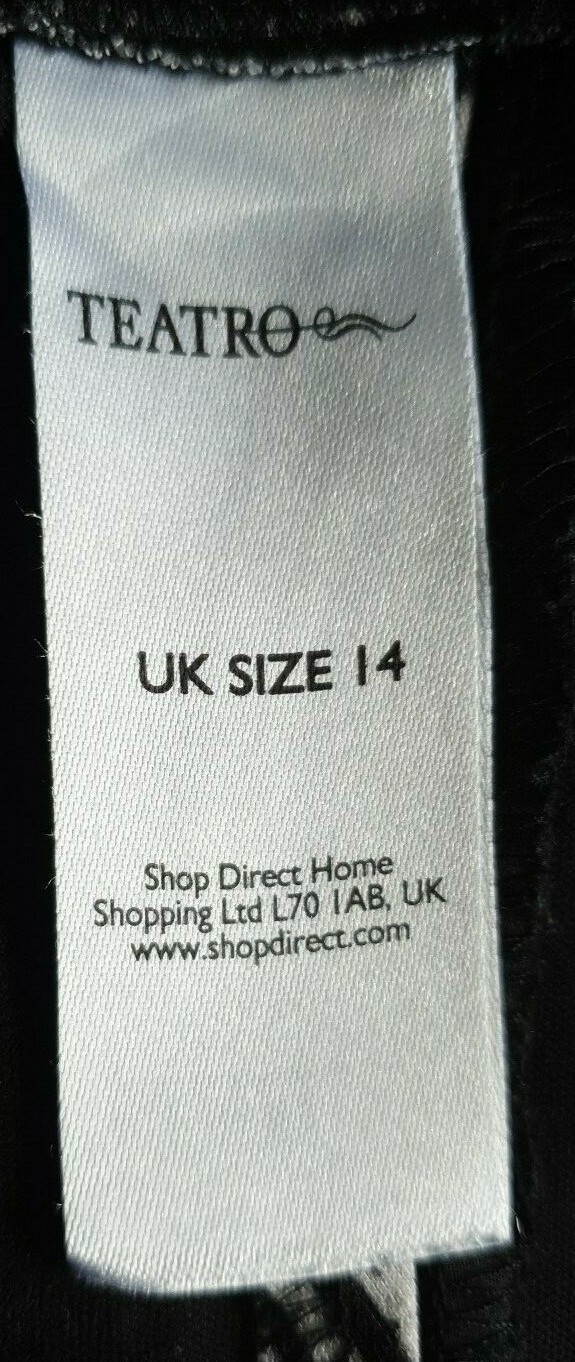 TEATRO
UK SIZE 14
Shop Direct Home
Shopping Ltd L70 1AB, UK
www.shopdirect.com